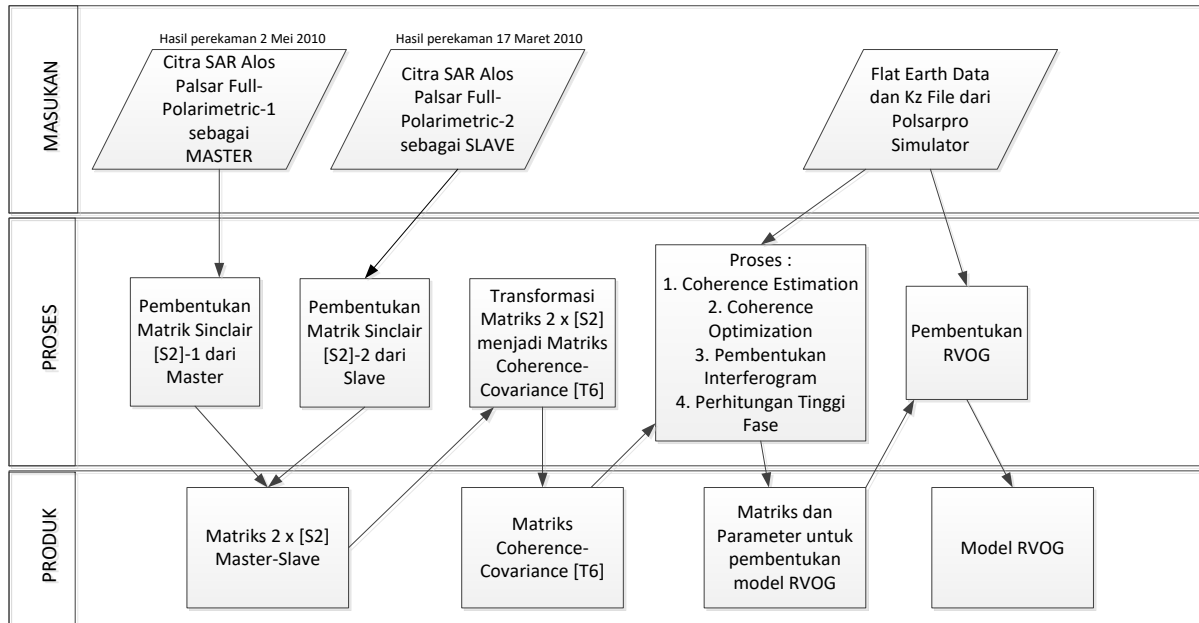 MASUKAN
Hasil perekaman 2 Mei 2010
Citra SAR Alos
Palsar Full-
Polarimetric-1
sebagai
MASTER
Hasil perekaman 17 Maret 2010
Citra SAR Alos
Palsar Full-
Polarimetric-2
sebagai SLAVE
Flat Earth Data
dan Kz File dari
Polsarpro
Simulator
PROSES
Pembentukan
Matrik Sinclair
[S2]-1 dari
Master
Pembentukan
Matrik Sinclair
[S2]-2 dari
Slave
Transformasi
Matriks 2 x [S2]
menjadi Matriks
Coherence-
Covariance [T6]
Proses :
1. Coherence Estimation
2. Coherence
Optimization
3. Pembentukan
Interferogram
4. Perhitungan Tinggi
Fase
Pembentukan
RVOG
PRODUK
Matriks 2 x [S2]
Master-Slave
Matriks
Coherence-
Covariance [T6]
Matriks dan
Parameter untuk
pembentukan
model RVOG
Model RVOG